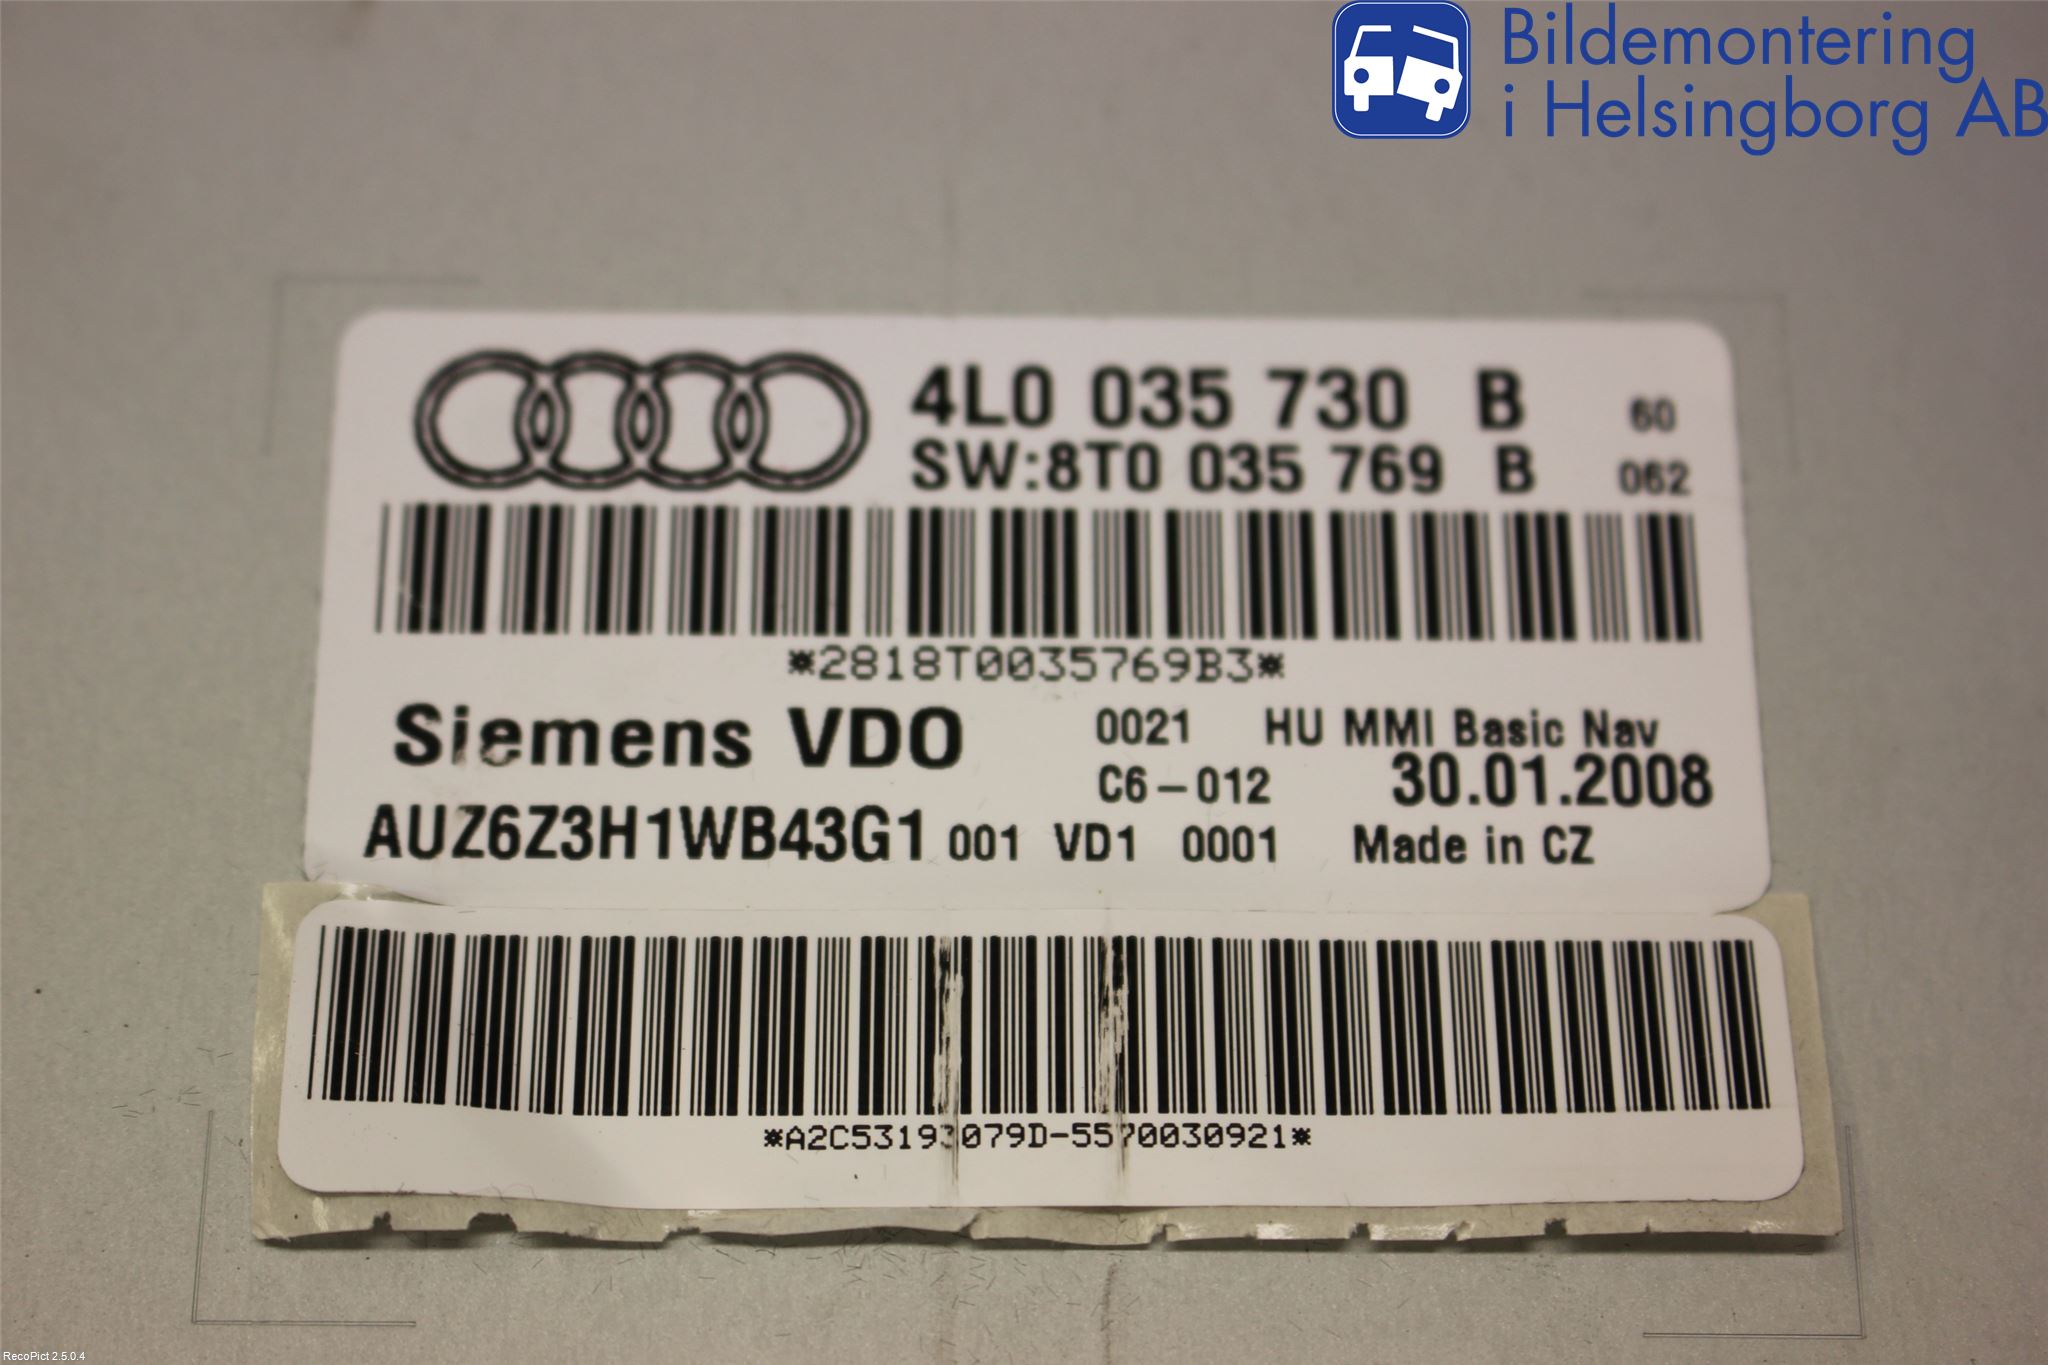 Bildemontering
i Helsingborg AB
4L0 035 730 B 60
SW:8T0 035 769 B 062
*2818T0035769B3*
Siemens VDO 0021 HU MMI Basic Nav
C6-012 30.01.2008
AUZ6Z3H1WB43G1 001 VD1 0001 Made in CZ
*A2C53193079D-5570030921*
RecoPict 2.5.0.4